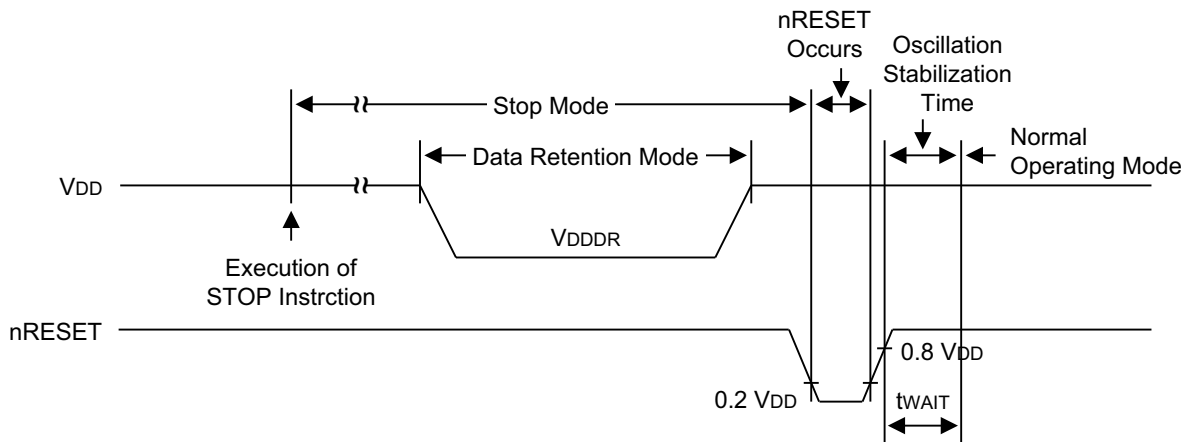 nRESET
Occurs
Oscillation
Stabilization
Time
Stop Mode
Data Retention Mode
Normal
Operating Mode
VDD
VDDDR
Execution of
STOP Instrction
nRESET
0.8 VDD
0.2 VDD
tWAIT